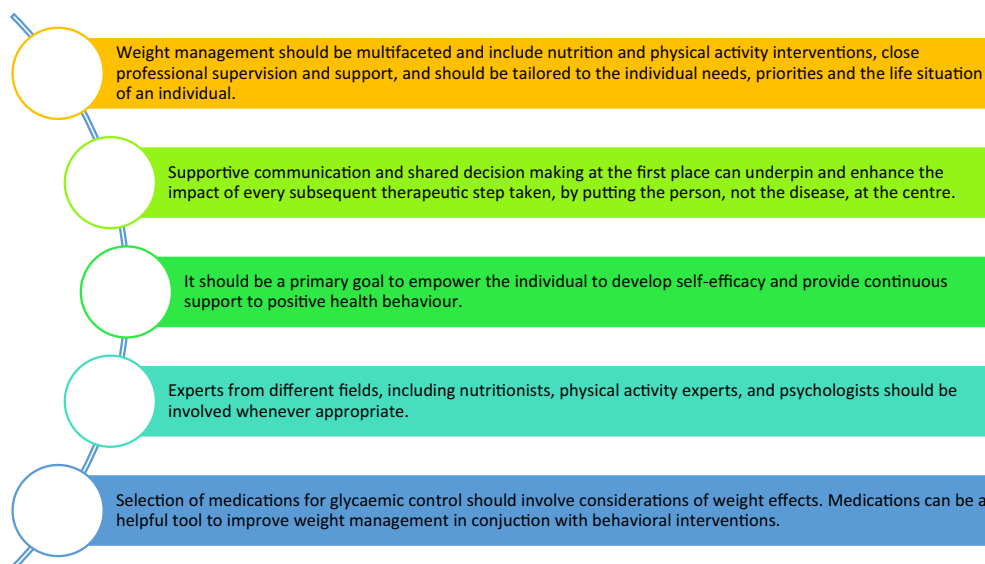 Weight management should be multifaceted and include nutrition and physical activity interventions, close
professional supervision and support, and should be tailored to the individual needs, priorities and the life situation
of an individual.
Supportive communication and shared decision making at the first place can underpin and enhance the
impact of every subsequent therapeutic step taken, by putting the person, not the disease, at the centre.
It should be a primary goal to empower the individual to develop self-efficacy and provide continuous
support to positive health behaviour.
Experts from different fields, including nutritionists, physical activity experts, and psychologists should be
involved whenever appropriate.
Selection of medications for glycaemic control should involve considerations of weight effects. Medications can be a
helpful tool to improve weight management in conjuction with behavioral interventions.